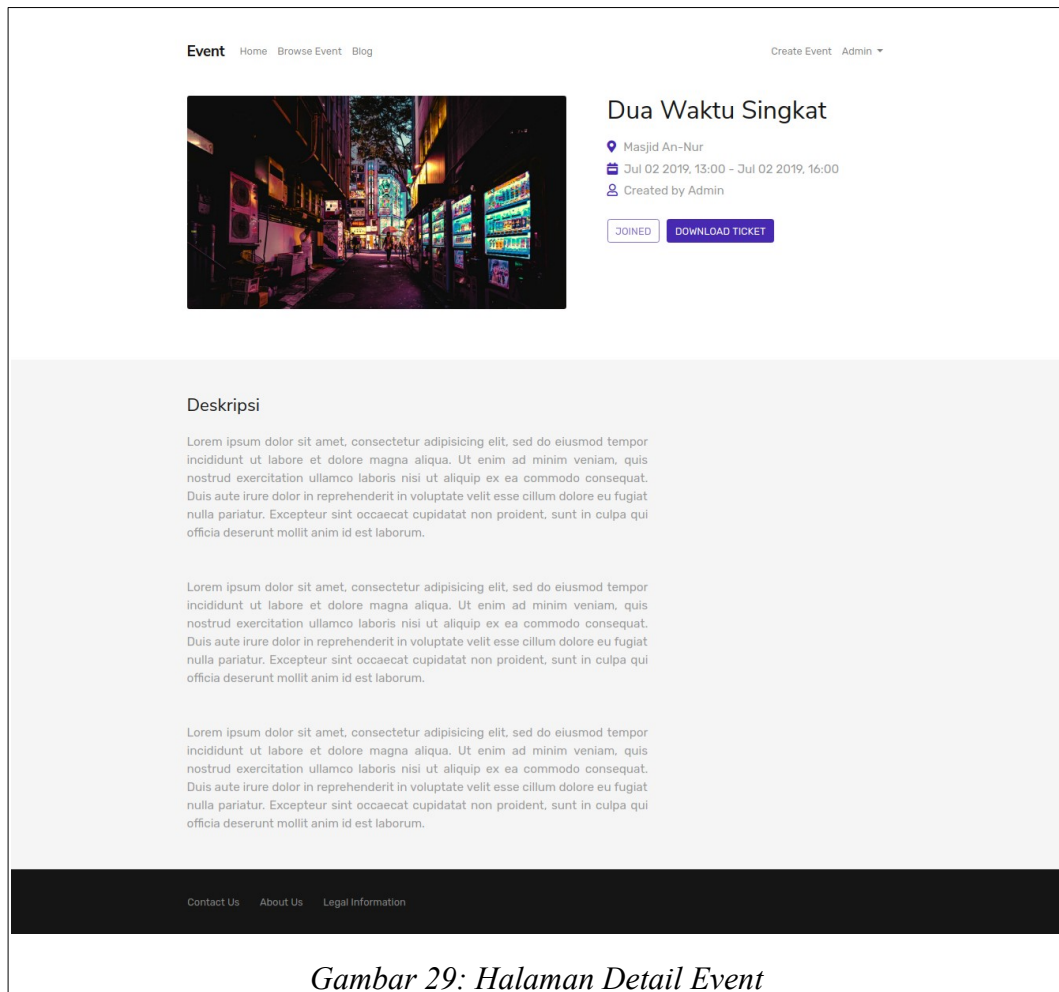 Event Home Browse Event Blog Create Event Admin
Dua Waktu Singkat
Masjid An-Nur
Jul 02 2019, 13:00 - Jul 02 2019, 16:00
Created by Admin
JOINED DOWNLOAD TICKET
Deskripsi
Lorem ipsum dolor sit amet, consectetur adipisicing elit, sed do eiusmod tempor
incididunt ut labore et dolore magna aliqua. Ut enim ad minim veniam, quis
nostrud exercitation ullamco laboris nisi ut aliquip ex ea commodo consequat.
Duis aute irure dolor in reprehenderit in voluptate velit esse cillum dolore eu fugiat
nulla pariatur. Excepteur sint occaecat cupidatat non proident, sunt in culpa qui
officia deserunt mollit anim id est laborum.
Lorem ipsum dolor sit amet, consectetur adipisicing elit, sed do eiusmod tempor
incididunt ut labore et dolore magna aliqua. Ut enim ad minim veniam, quis
nostrud exercitation ullamco laboris nisi ut aliquip ex ea commodo consequat.
Duis aute irure dolor in reprehenderit in voluptate velit esse cillum dolore eu fugiat
nulla pariatur. Excepteur sint occaecat cupidatat non proident, sunt in culpa qui
officia deserunt mollit anim id est laborum.
Lorem ipsum dolor sit amet, consectetur adipisicing elit, sed do eiusmod tempor
incididunt ut labore et dolore magna aliqua. Ut enim ad minim veniam, quis
nostrud exercitation ullamco laboris nisi ut aliquip ex ea commodo consequat.
Duis aute irure dolor in reprehenderit in voluptate velit esse cillum dolore eu fugiat
nulla pariatur. Excepteur sint occaecat cupidatat non proident, sunt in culpa qui
officia deserunt mollit anim id est laborum.
Contact Us About Us Legal Information
Gambar 29: Halaman Detail Event